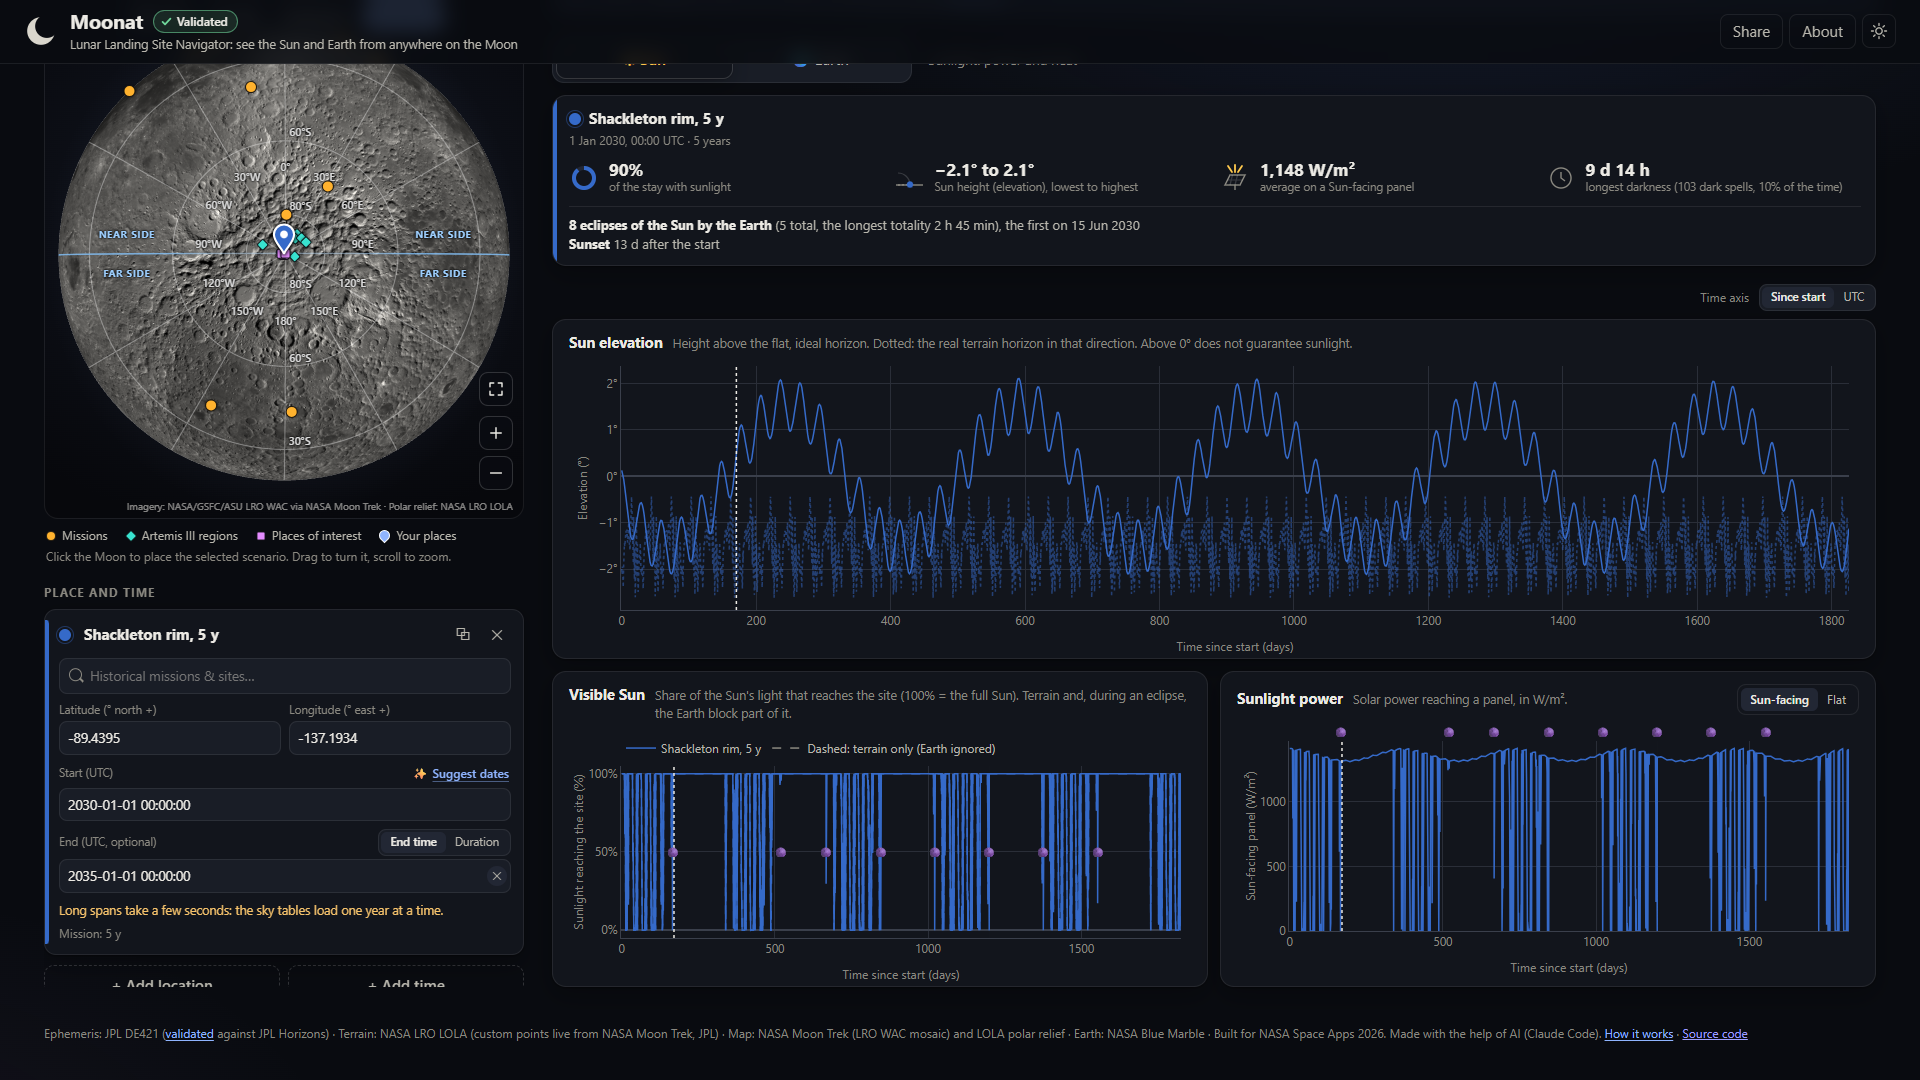 Moonat
Validated
Lunar Landing Site Navigator: see the Sun and Earth from anywhere on the Moon
Share
About
60°S
0°
30°W
30°E
60°W
80°S
60°E
NEAR SIDE
NEAR SIDE
90°W
90°E
FAR SIDE
FAR SIDE
120°W
80°S
120°E
150°W
150°E
180°
60°S
30°S
Imagery: NASA/GSFC/ASU LRO WAC via NASA Moon Trek · Polar relief: NASA LRO LOLA
Missions
Artemis III regions
Places of interest
Your places
Click the Moon to place the selected scenario. Drag to turn it, scroll to zoom.
PLACE AND TIME
Shackleton rim, 5 y
Historical missions & sites...
Latitude (° north +)
Longitude (° east +)
-89.4395
-137.1934
Start (UTC)
Suggest dates
2030-01-01 00:00:00
End (UTC, optional)
End time
Duration
2035-01-01 00:00:00
Long spans take a few seconds: the sky tables load one year at a time.
Mission: 5 y
+ Add location
+ Add time
Shackleton rim, 5 y
1 Jan 2030, 00:00 UTC · 5 years
90%
of the stay with sunlight
−2.1° to 2.1°
Sun height (elevation), lowest to highest
1,148 W/m²
average on a Sun-facing panel
9 d 14 h
longest darkness (103 dark spells, 10% of the time)
8 eclipses of the Sun by the Earth (5 total, the longest totality 2 h 45 min), the first on 15 Jun 2030
Sunset 13 d after the start
Time axis
Since start
UTC
Sun elevation
Height above the flat, ideal horizon. Dotted: the real terrain horizon in that direction. Above 0° does not guarantee sunlight.
Elevation (°)
2°
1°
0°
−1°
−2°
0
200
400
600
800
1000
1200
1400
1600
1800
Time since start (days)
Visible Sun
Share of the Sun's light that reaches the site (100% = the full Sun). Terrain and, during an eclipse,
the Earth block part of it.
Shackleton rim, 5 y
Dashed: terrain only (Earth ignored)
Sunlight reaching the site (%)
100%
50%
0%
0
500
1000
1500
Time since start (days)
Sunlight power
Solar power reaching a panel, in W/m².
Sun-facing
Flat
Sun-facing panel (W/m²)
1000
500
0
0
500
1000
1500
Time since start (days)
Ephemeris: JPL DE421 (validated against JPL Horizons) · Terrain: NASA LRO LOLA (custom points live from NASA Moon Trek, JPL) · Map: NASA Moon Trek (LRO WAC mosaic) and LOLA polar relief · Earth: NASA Blue Marble · Built for NASA Space Apps 2026. Made with the help of AI (Claude Code). How it works · Source code